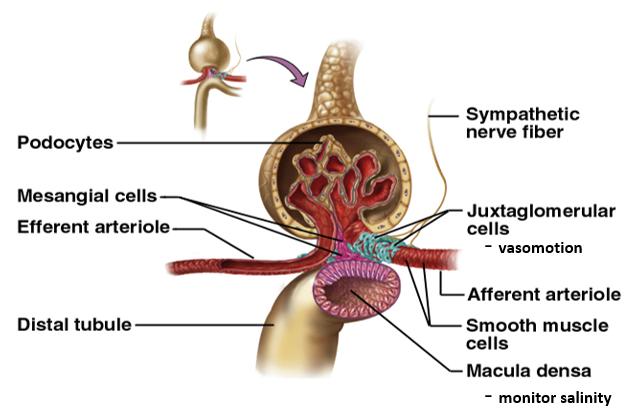 Podocytes
Mesangial cells
Efferent arteriole
Distal tubule
Sympathetic
nerve fiber
Juxtaglomerular
cells
- vasomotion
Afferent arteriole
Smooth muscle
cells
Macula densa
- monitor salinity